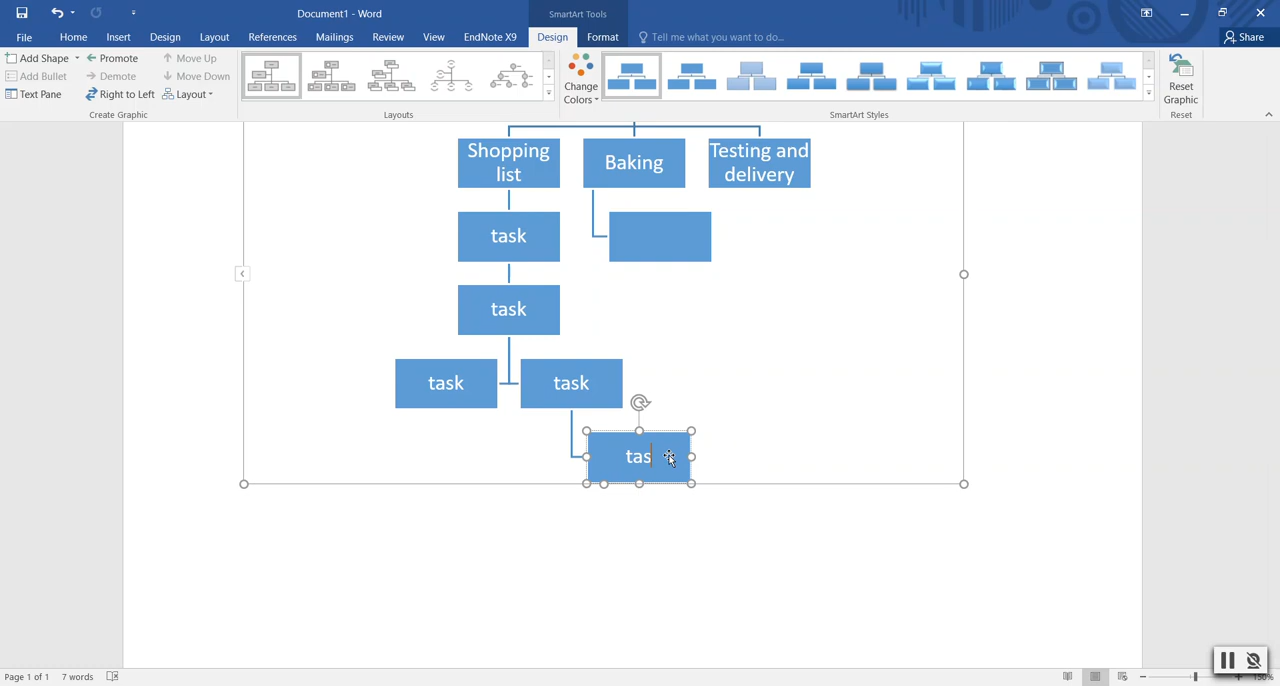 Document1 - Word
SmartArt Tools
File Home Insert Design Layout References Mailings Review View EndNote X9 Design Format Tell me what you want to do... Share
Add Shape Promote Move Up
Add Bullet Demote Move Down
Text Pane Right to Left Layout
Create Graphic
Layouts
Change
Colors
SmartArt Styles
Reset
Graphic
Reset
Shopping
list
Baking
Testing and
delivery
task
task
task
task
tas
Page 1 of 1 7 words
150%